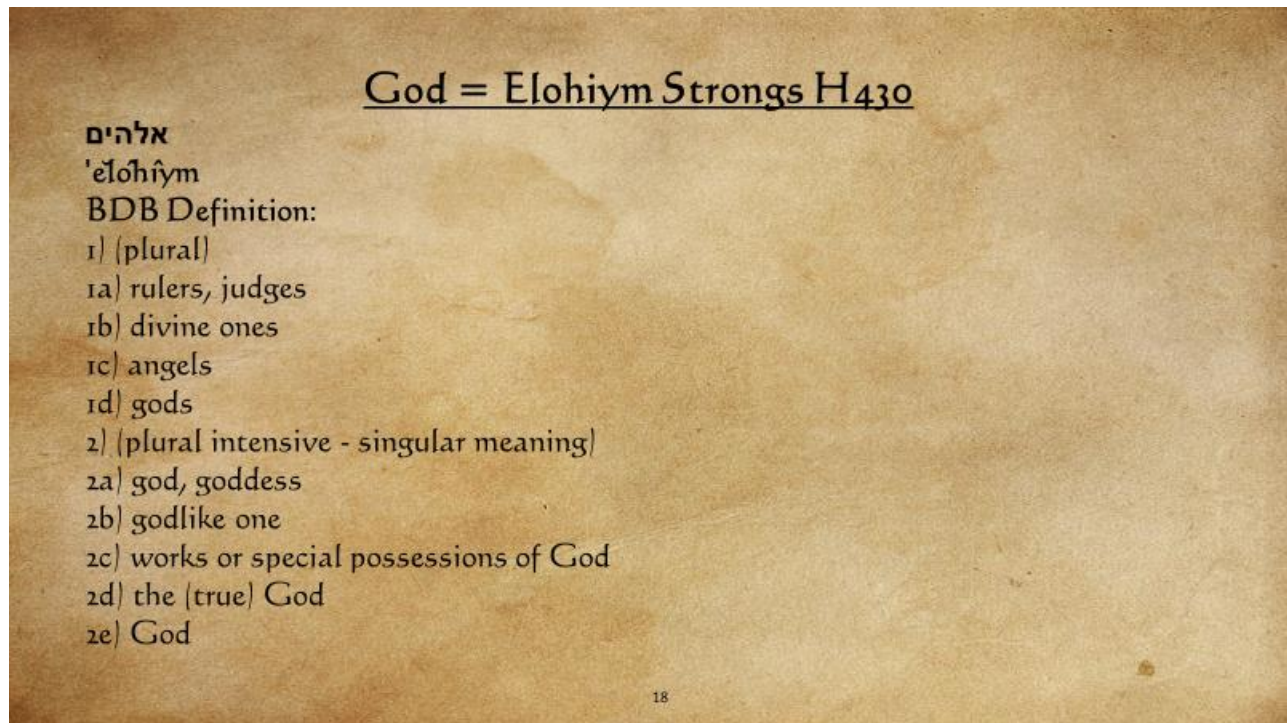 God = Elohiym Strongs H430
אלהים
'ĕlôhîym
BDB Definition:
1) (plural)
1a) rulers, judges
1b) divine ones
1c) angels
1d) gods
2) (plural intensive - singular meaning)
2a) god, goddess
2b) godlike one
2c) works or special possessions of God
2d) the (true) God
2e) God
18